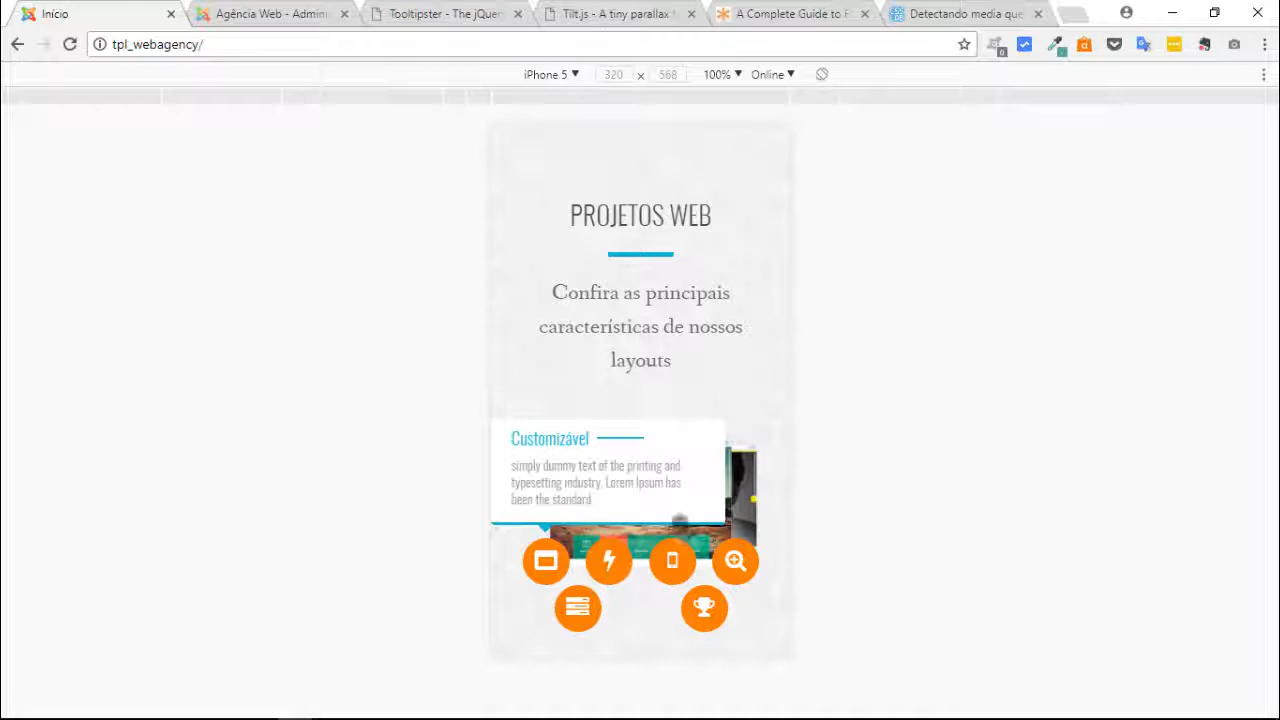 Início
Agência Web - Admini
Tooltipster - The jQuer
Tilt.js - A tiny parallax
A Complete Guide to F
Detectando media que
tpl_webagency/
iPhone 5 320 x 568 100% Online
PROJETOS WEB
Confira as principais
características de nossos
layouts
Customizável
simply dummy text of the printing and
typesetting industry. Lorem Ipsum has
been the standard